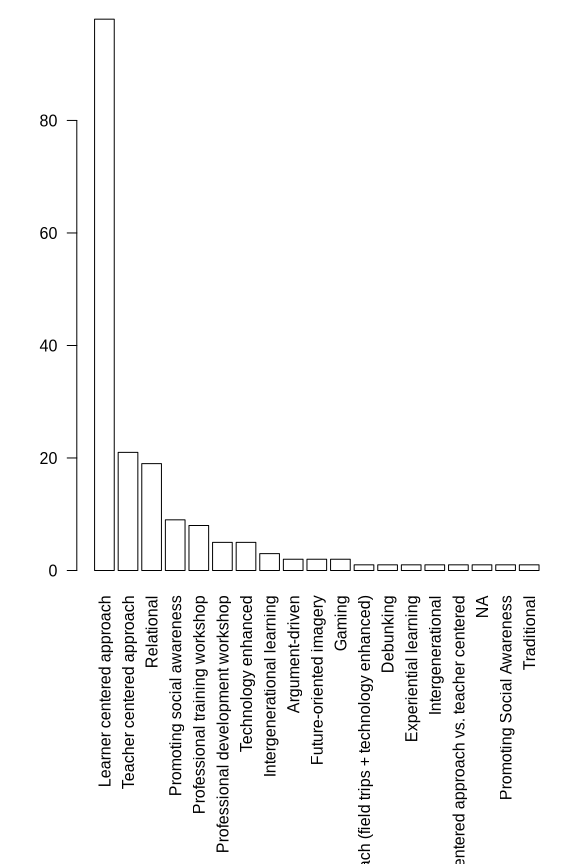 80
60
40
20
0
Learner centered approach
Teacher centered approach
Relational
Promoting social awareness
Professional training workshop
Professional development workshop
Technology enhanced
Intergenerational learning
Argument-driven
Future-oriented imagery
Gaming
(field trips + technology enhanced)
Debunking
Experiential learning
Intergenerational
approach vs. teacher centered
NA
Promoting Social Awareness
Traditional